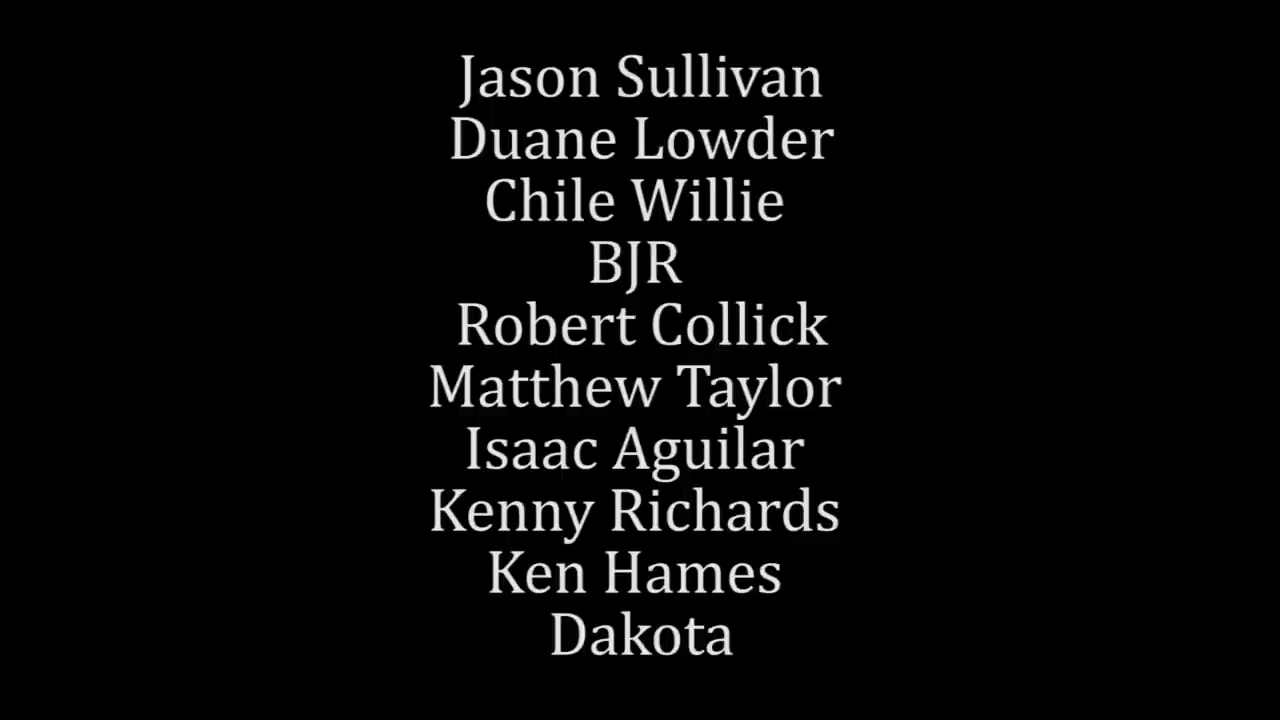 Jason Sullivan
Duane Lowder
Chile Willie
BJR
Robert Collick
Matthew Taylor
Isaac Aguilar
Kenny Richards
Ken Hames
Dakota